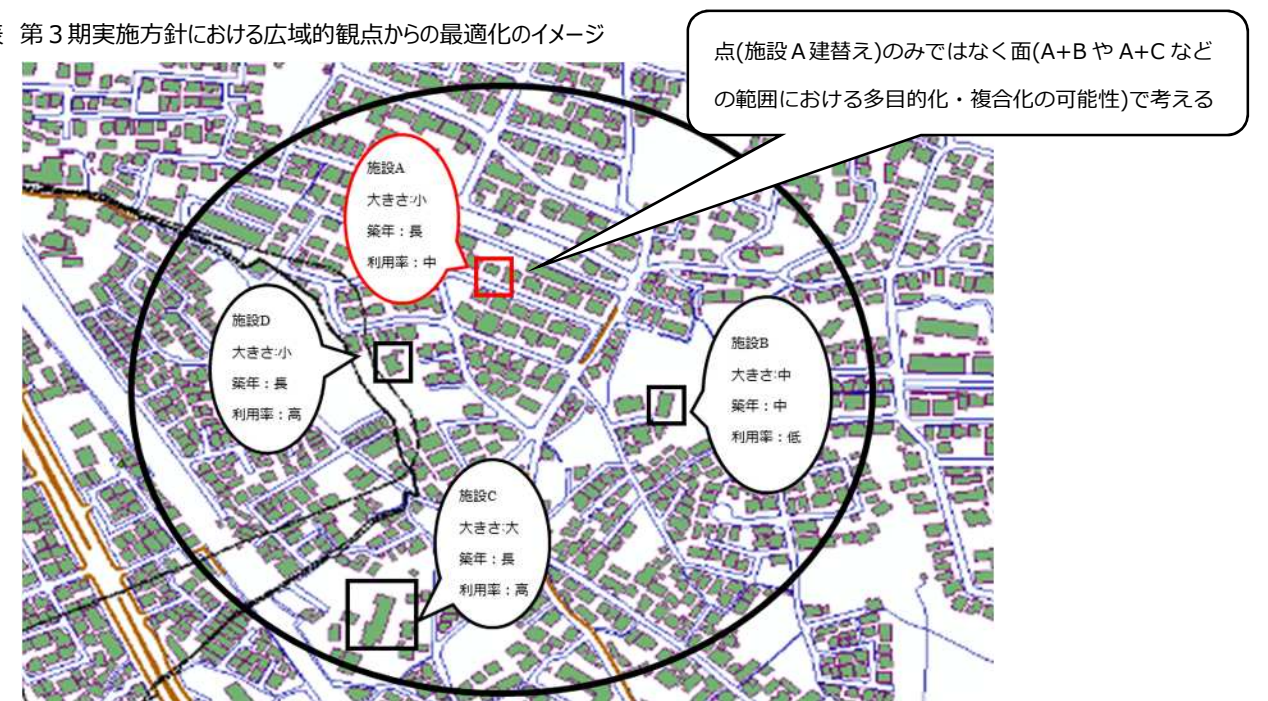 第３期実施方針における広域的観点からの最適化のイメージ
点(施設Ａ建替え)のみではなく面(A+B や A+C など
の範囲における多目的化・複合化の可能性)で考える
施設A
大きさ:小
築年：長
利用率：中
施設D
大きさ:小
築年：長
利用率：高
施設B
大きさ:中
築年：中
利用率：低
施設C
大きさ:大
築年：長
利用率：高